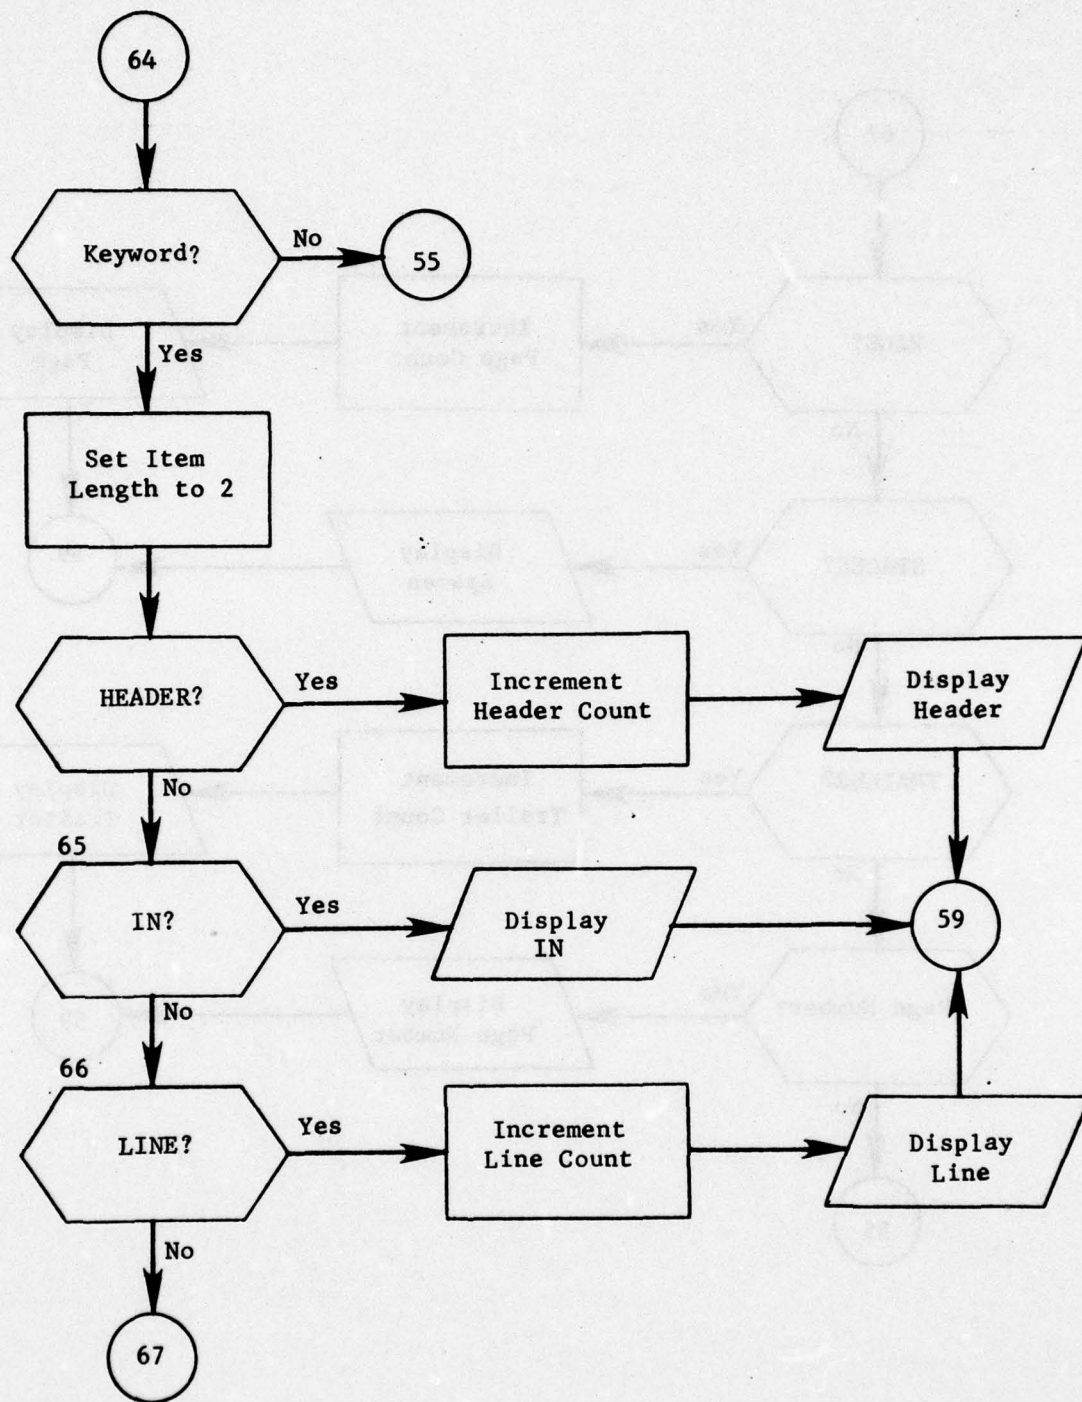 64
Keyword?
No
55
Yes
Set Item
Length to 2
HEADER?
Yes
Increment
Header Count
Display
Header
No
65
IN?
Yes
Display
IN
59
No
66
LINE?
Yes
Increment
Line Count
Display
Line
No
67